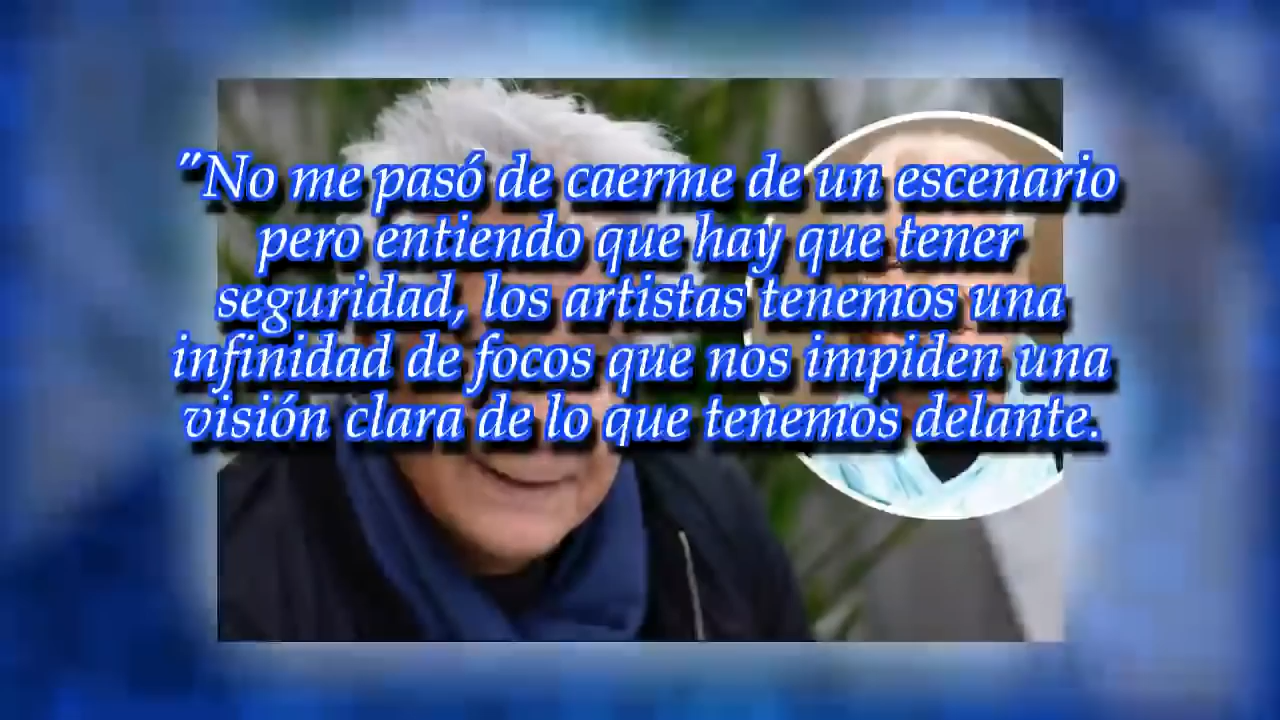 "No me pasó de caerme de un escenario
pero entiendo que hay que tener
seguridad, los artistas tenemos una
infinidad de focos que nos impiden una
visión clara de lo que tenemos delante.